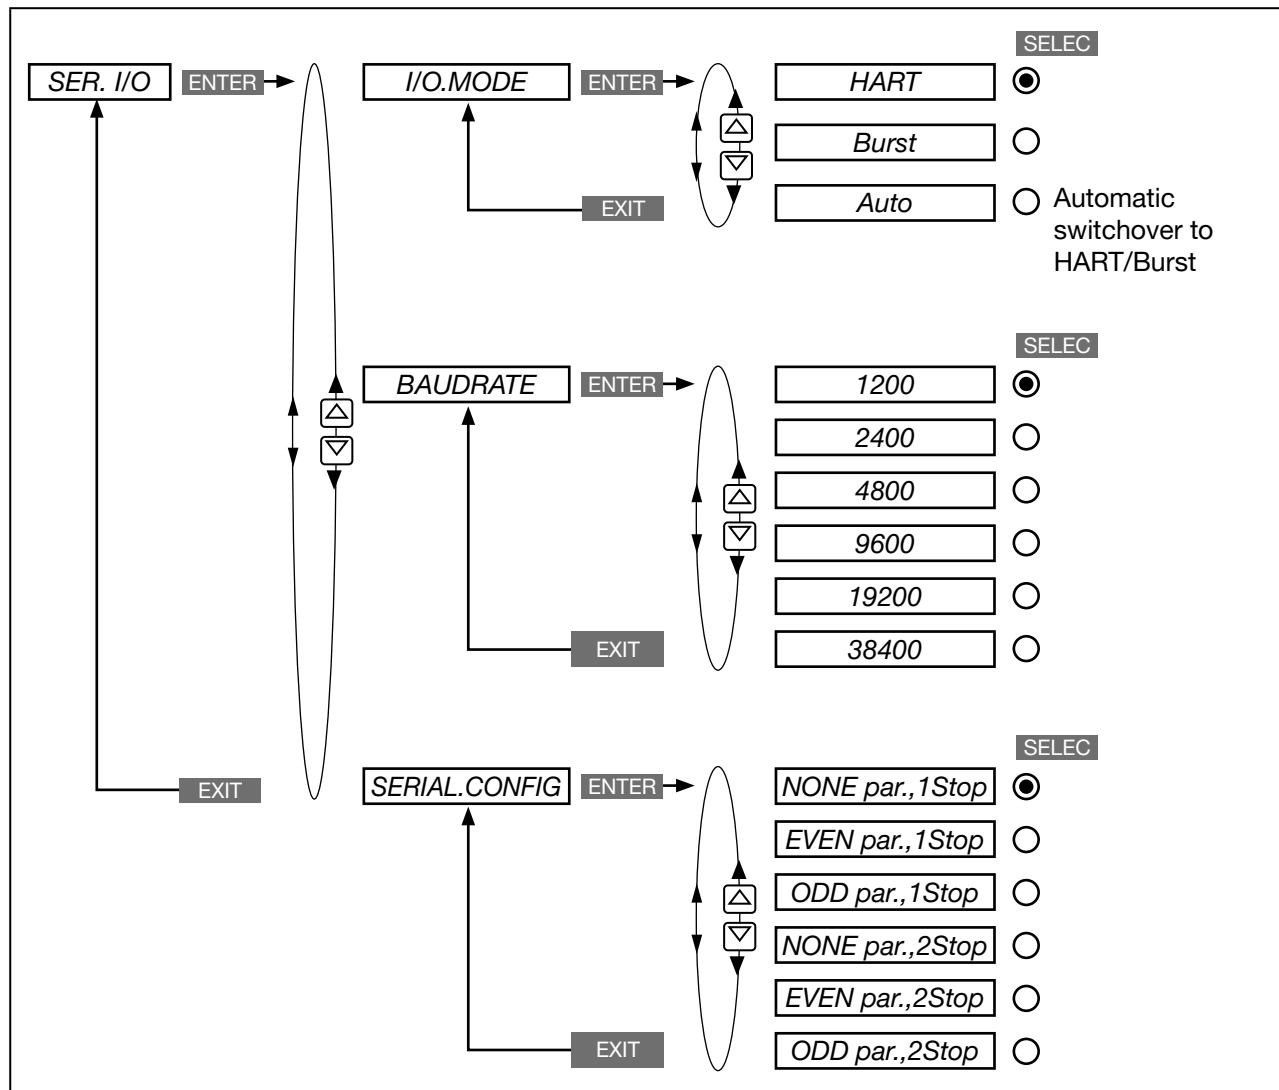 SELEC
SER. I/O ENTER I/O.MODE ENTER HART
Burst
EXIT Auto Automatic
switchover to
HART/Burst
SELEC
BAUDRATE ENTER 1200
2400
4800
9600
19200
EXIT 38400
SELEC
EXIT SERIAL.CONFIG ENTER NONE par.,1Stop
EVEN par.,1Stop
ODD par.,1Stop
NONE par.,2Stop
EVEN par.,2Stop
EXIT ODD par.,2Stop